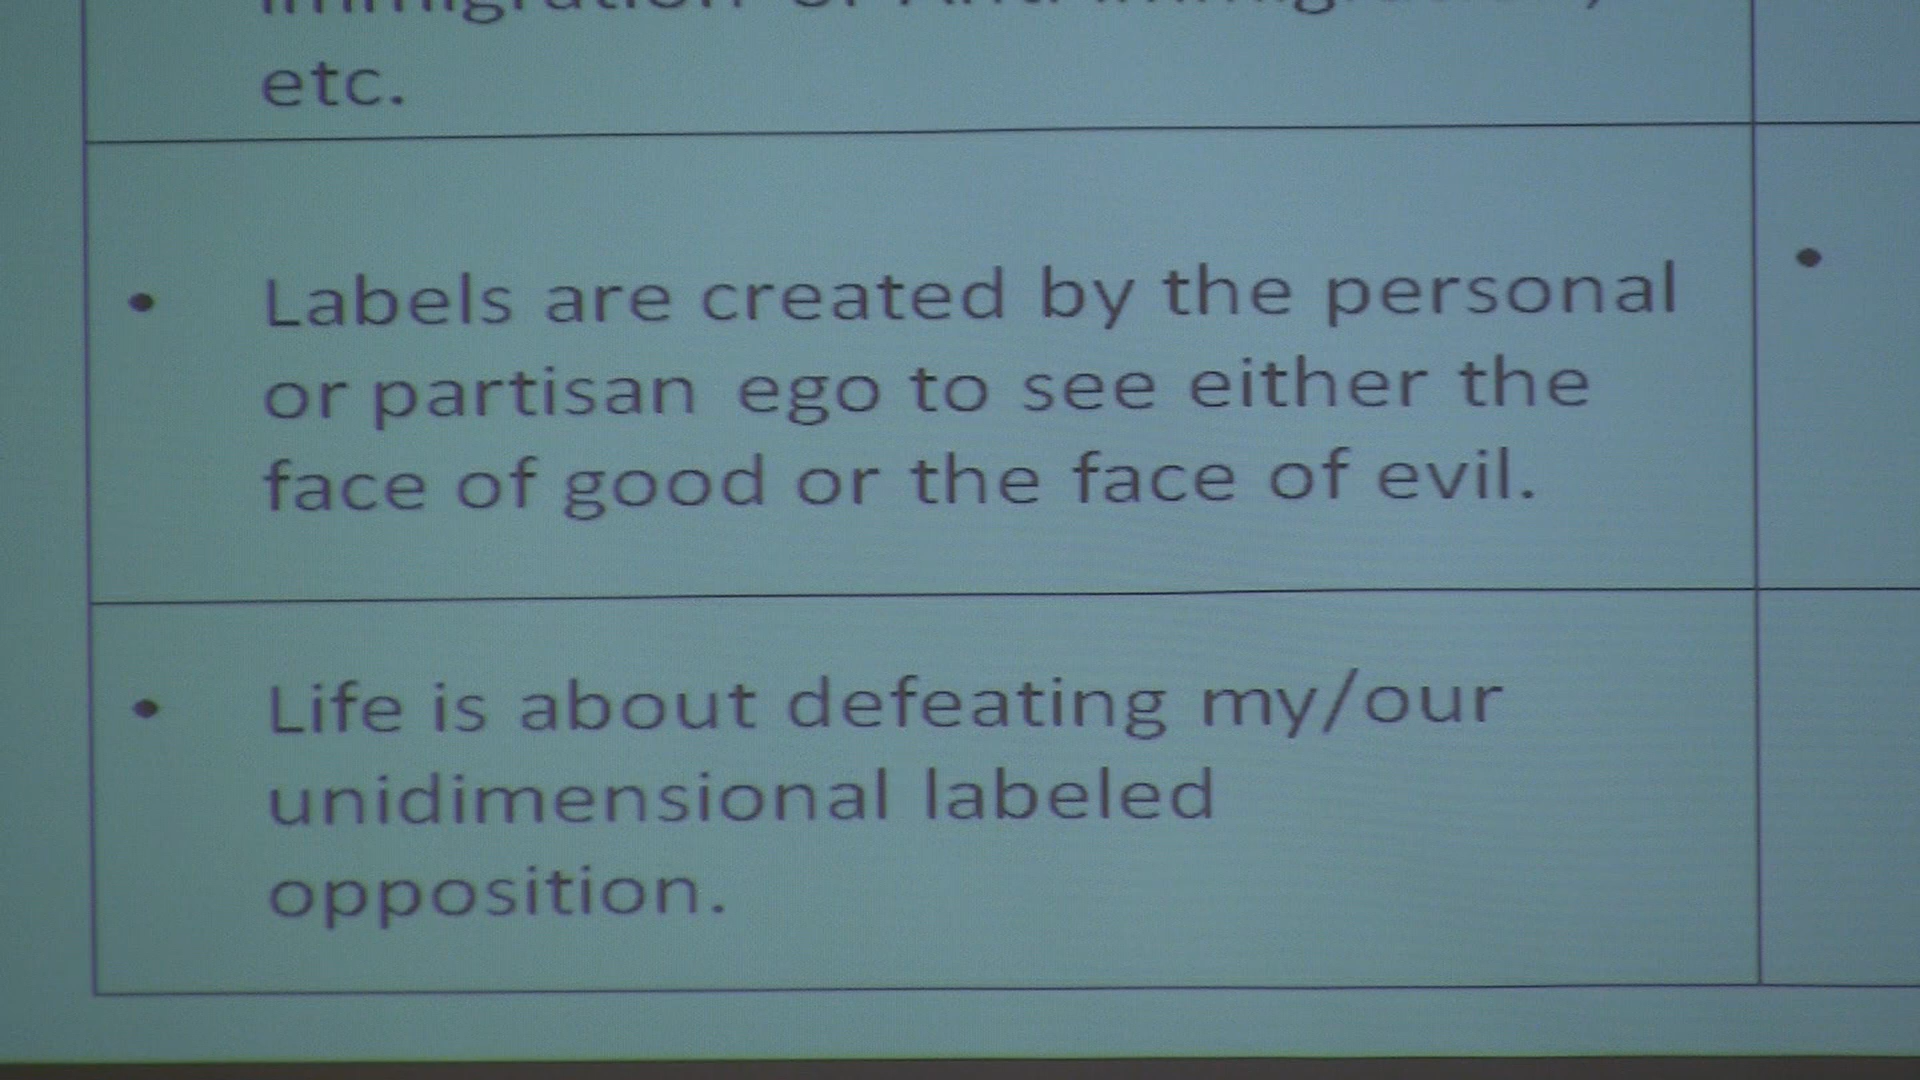 etc.
• Labels are created by the personal
or partisan ego to see either the
face of good or the face of evil.
•
• Life is about defeating my/our
unidimensional labeled
opposition.